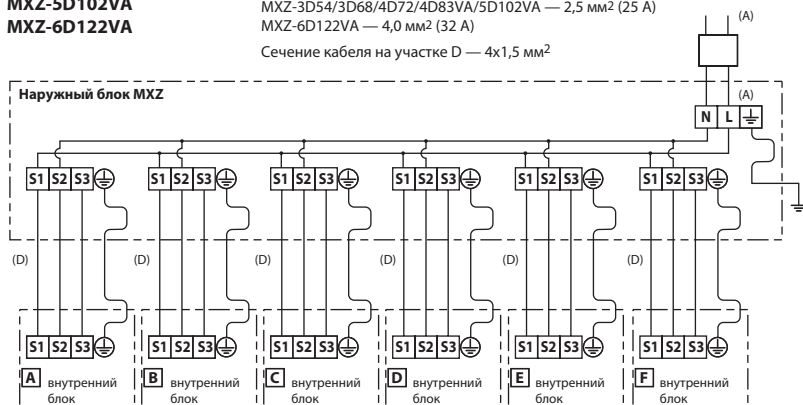 MXZ-5D102VA
MXZ-3D54/3D68/4D72/4D83VA/5D102VA — 2,5 мм² (25 А)
MXZ-6D122VA
MXZ-6D122VA — 4,0 мм² (32 А)
Сечение кабеля на участке D — 4x1,5 мм²
(A)
Наружный блок MXZ
(A)
N L
S1 S2 S3 S1 S2 S3 S1 S2 S3 S1 S2 S3 S1 S2 S3 S1 S2 S3
(D) (D) (D) (D) (D) (D)
S1 S2 S3 S1 S2 S3 S1 S2 S3 S1 S2 S3 S1 S2 S3 S1 S2 S3
A внутренний B внутренний C внутренний D внутренний E внутренний F внутренний
блок блок блок блок блок блок